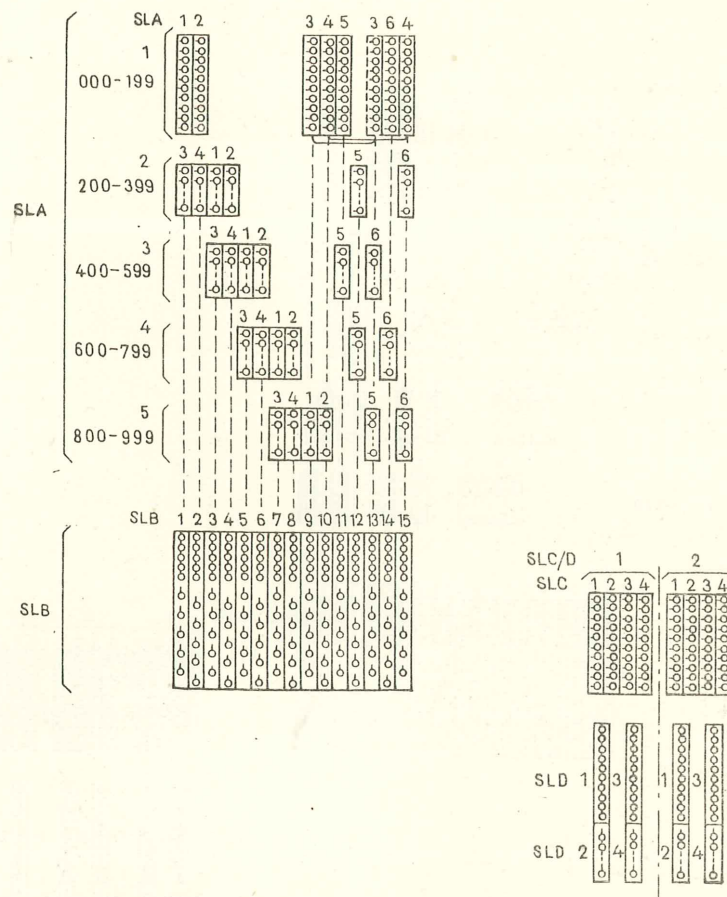 SLA 1 2 3 4 5 3 6 4
1
000-199
3 4 1 2 5 6
2
200-399
SLA
3 4 1 2 5 6
3
400-599
3 4 1 2 5 6
4
600-799
3 4 1 2 5 6
5
800-999
SLB 1 2 3 4 5 6 7 8 9 10 11 12 13 14 15
SLB
SLC/D 1 2
SLC 1 2 3 4 1 2 3 4
SLD 1 3 1 3
SLD 2 4 2 4